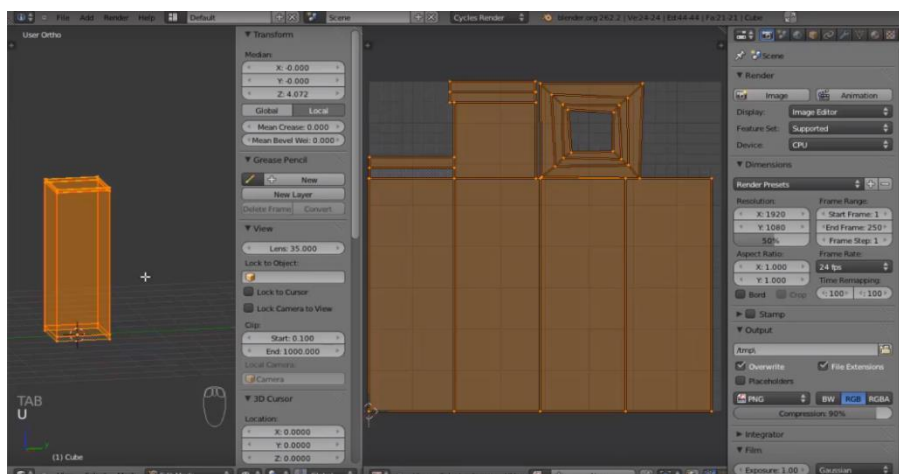 File Add Render Help Default Scene Cycles Render blender.org 262.2 | Ve:24-24 | Ed:44-44 | Fa:21-21 | Cube
User Ortho
Transform
Median:
X: -0.000
Y: -0.000
Z: 4.072
Global Local
Mean Crease: 0.000
Mean Bevel Wei: 0.000
Grease Pencil
New
New Layer
Delete Frame Convert
View
Lens: 35.000
Lock to Object:
Lock to Cursor
Lock Camera to View
Clip:
Start: 0.100
End: 1000.000
Local Camera:
Camera
3D Cursor
Location:
X: 0.0000
Y: 0.0000
Z: 0.0000
TAB
U
(1) Cube
Scene
Render
Image Animation
Display: Image Editor
Feature Set: Supported
Device: CPU
Dimensions
Render Presets
Resolution: Frame Range:
X: 1920 Start Frame: 1
Y: 1080 End Frame: 250
50% Frame Step: 1
Aspect Ratio: Frame Rate:
X: 1.000 24 fps
Y: 1.000 Time Remapping:
Bord Crop 100 100
Stamp
Output
/tmp\
Overwrite File Extensions
Placeholders
PNG BW RGB RGBA
Compression: 90%
Integrator
Film
Exposure: 1.00 Gaussian